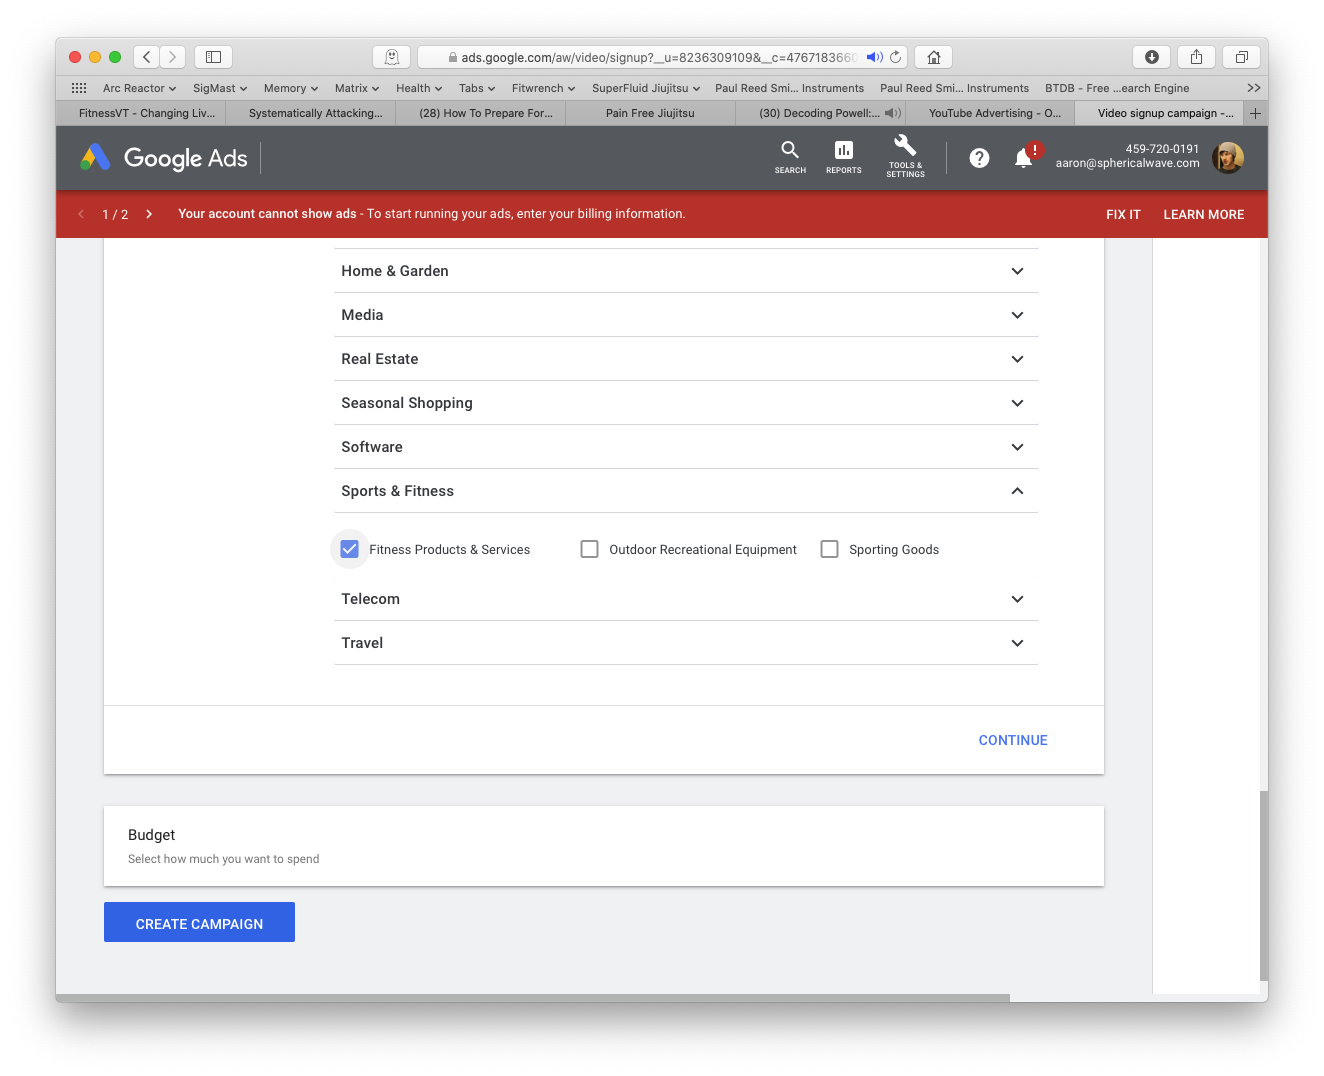 ads.google.com/aw/video/signup?__u=8236309109&__c=4767183660
Arc Reactor SigMast Memory Matrix Health Tabs Fitwrench SuperFluid Jiujitsu Paul Reed Smi... Instruments Paul Reed Smi... Instruments BTDB - Free ...earch Engine >>
FitnessVT - Changing Liv... Systematically Attacking... (28) How To Prepare For... Pain Free Jiujitsu (30) Decoding Powell:... YouTube Advertising - O... Video signup campaign -... +
Google Ads
SEARCH
REPORTS
TOOLS &
SETTINGS
?
!
459-720-0191
aaron@sphericalwave.com
1 / 2 Your account cannot show ads - To start running your ads, enter your billing information. FIX IT LEARN MORE
Home & Garden
Media
Real Estate
Seasonal Shopping
Software
Sports & Fitness
Fitness Products & Services Outdoor Recreational Equipment Sporting Goods
Telecom
Travel
CONTINUE
Budget
Select how much you want to spend
CREATE CAMPAIGN